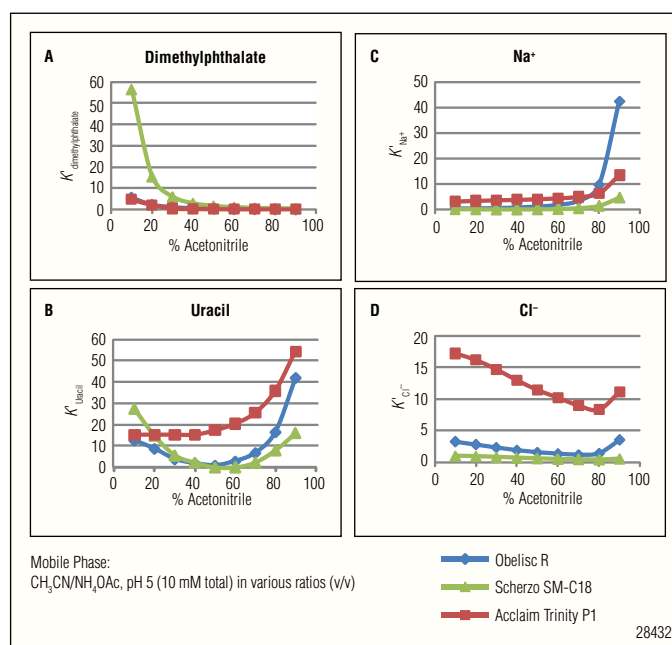 A Dimethylphthalate
K' dimethylphthalate
60
50
40
30
20
10
0
0 20 40 60 80 100
% Acetonitrile
B Uracil
K' Uracil
60
50
40
30
20
10
0
0 20 40 60 80 100
% Acetonitrile
C Na⁺
K' Na⁺
50
40
30
20
10
0
0 20 40 60 80 100
% Acetonitrile
D Cl⁻
K' Cl⁻
20
15
10
5
0
0 20 40 60 80 100
% Acetonitrile
Mobile Phase:
CH₃CN/NH₄OAc, pH 5 (10 mM total) in various ratios (v/v)
Obelisc R
Scherzo SM-C18
Acclaim Trinity P1
28432